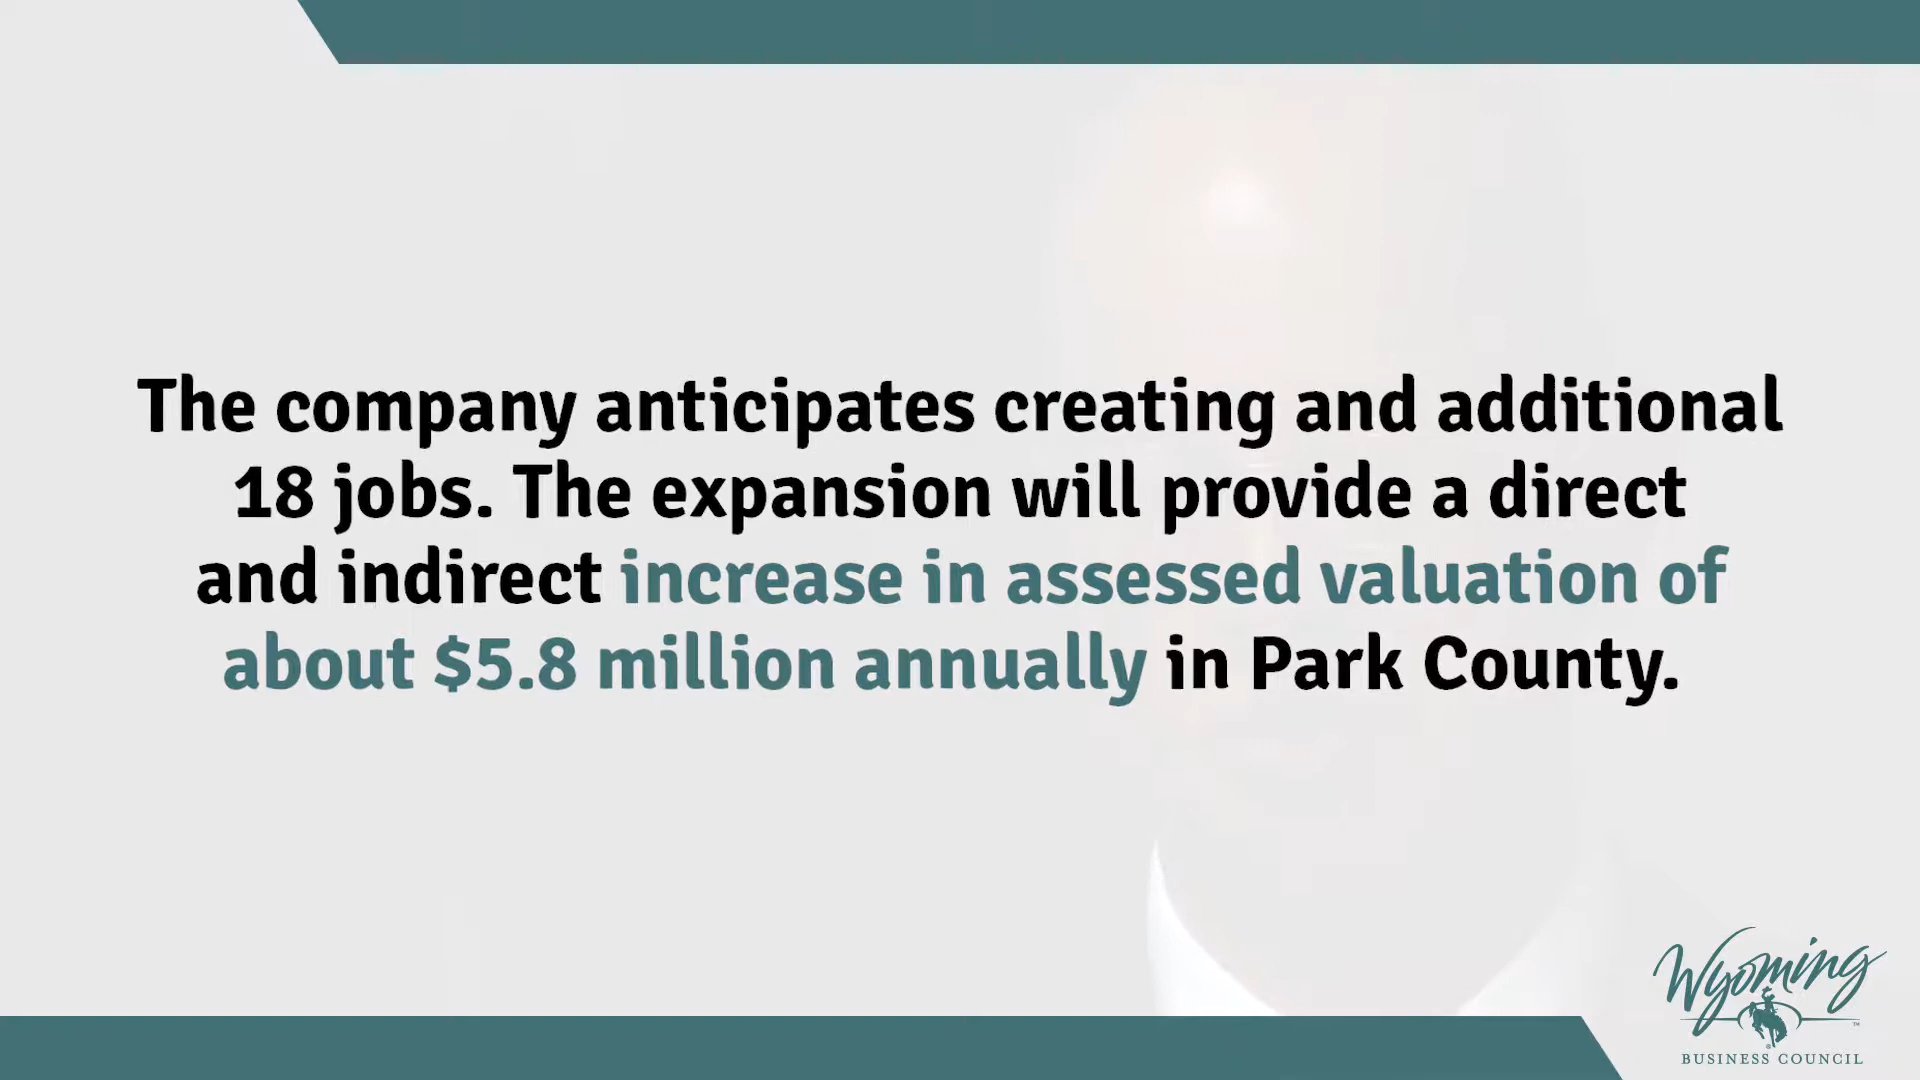 The company anticipates creating and additional
18 jobs. The expansion will provide a direct
and indirect increase in assessed valuation of
about $5.8 million annually in Park County.
Wyoming
BUSINESS COUNCIL